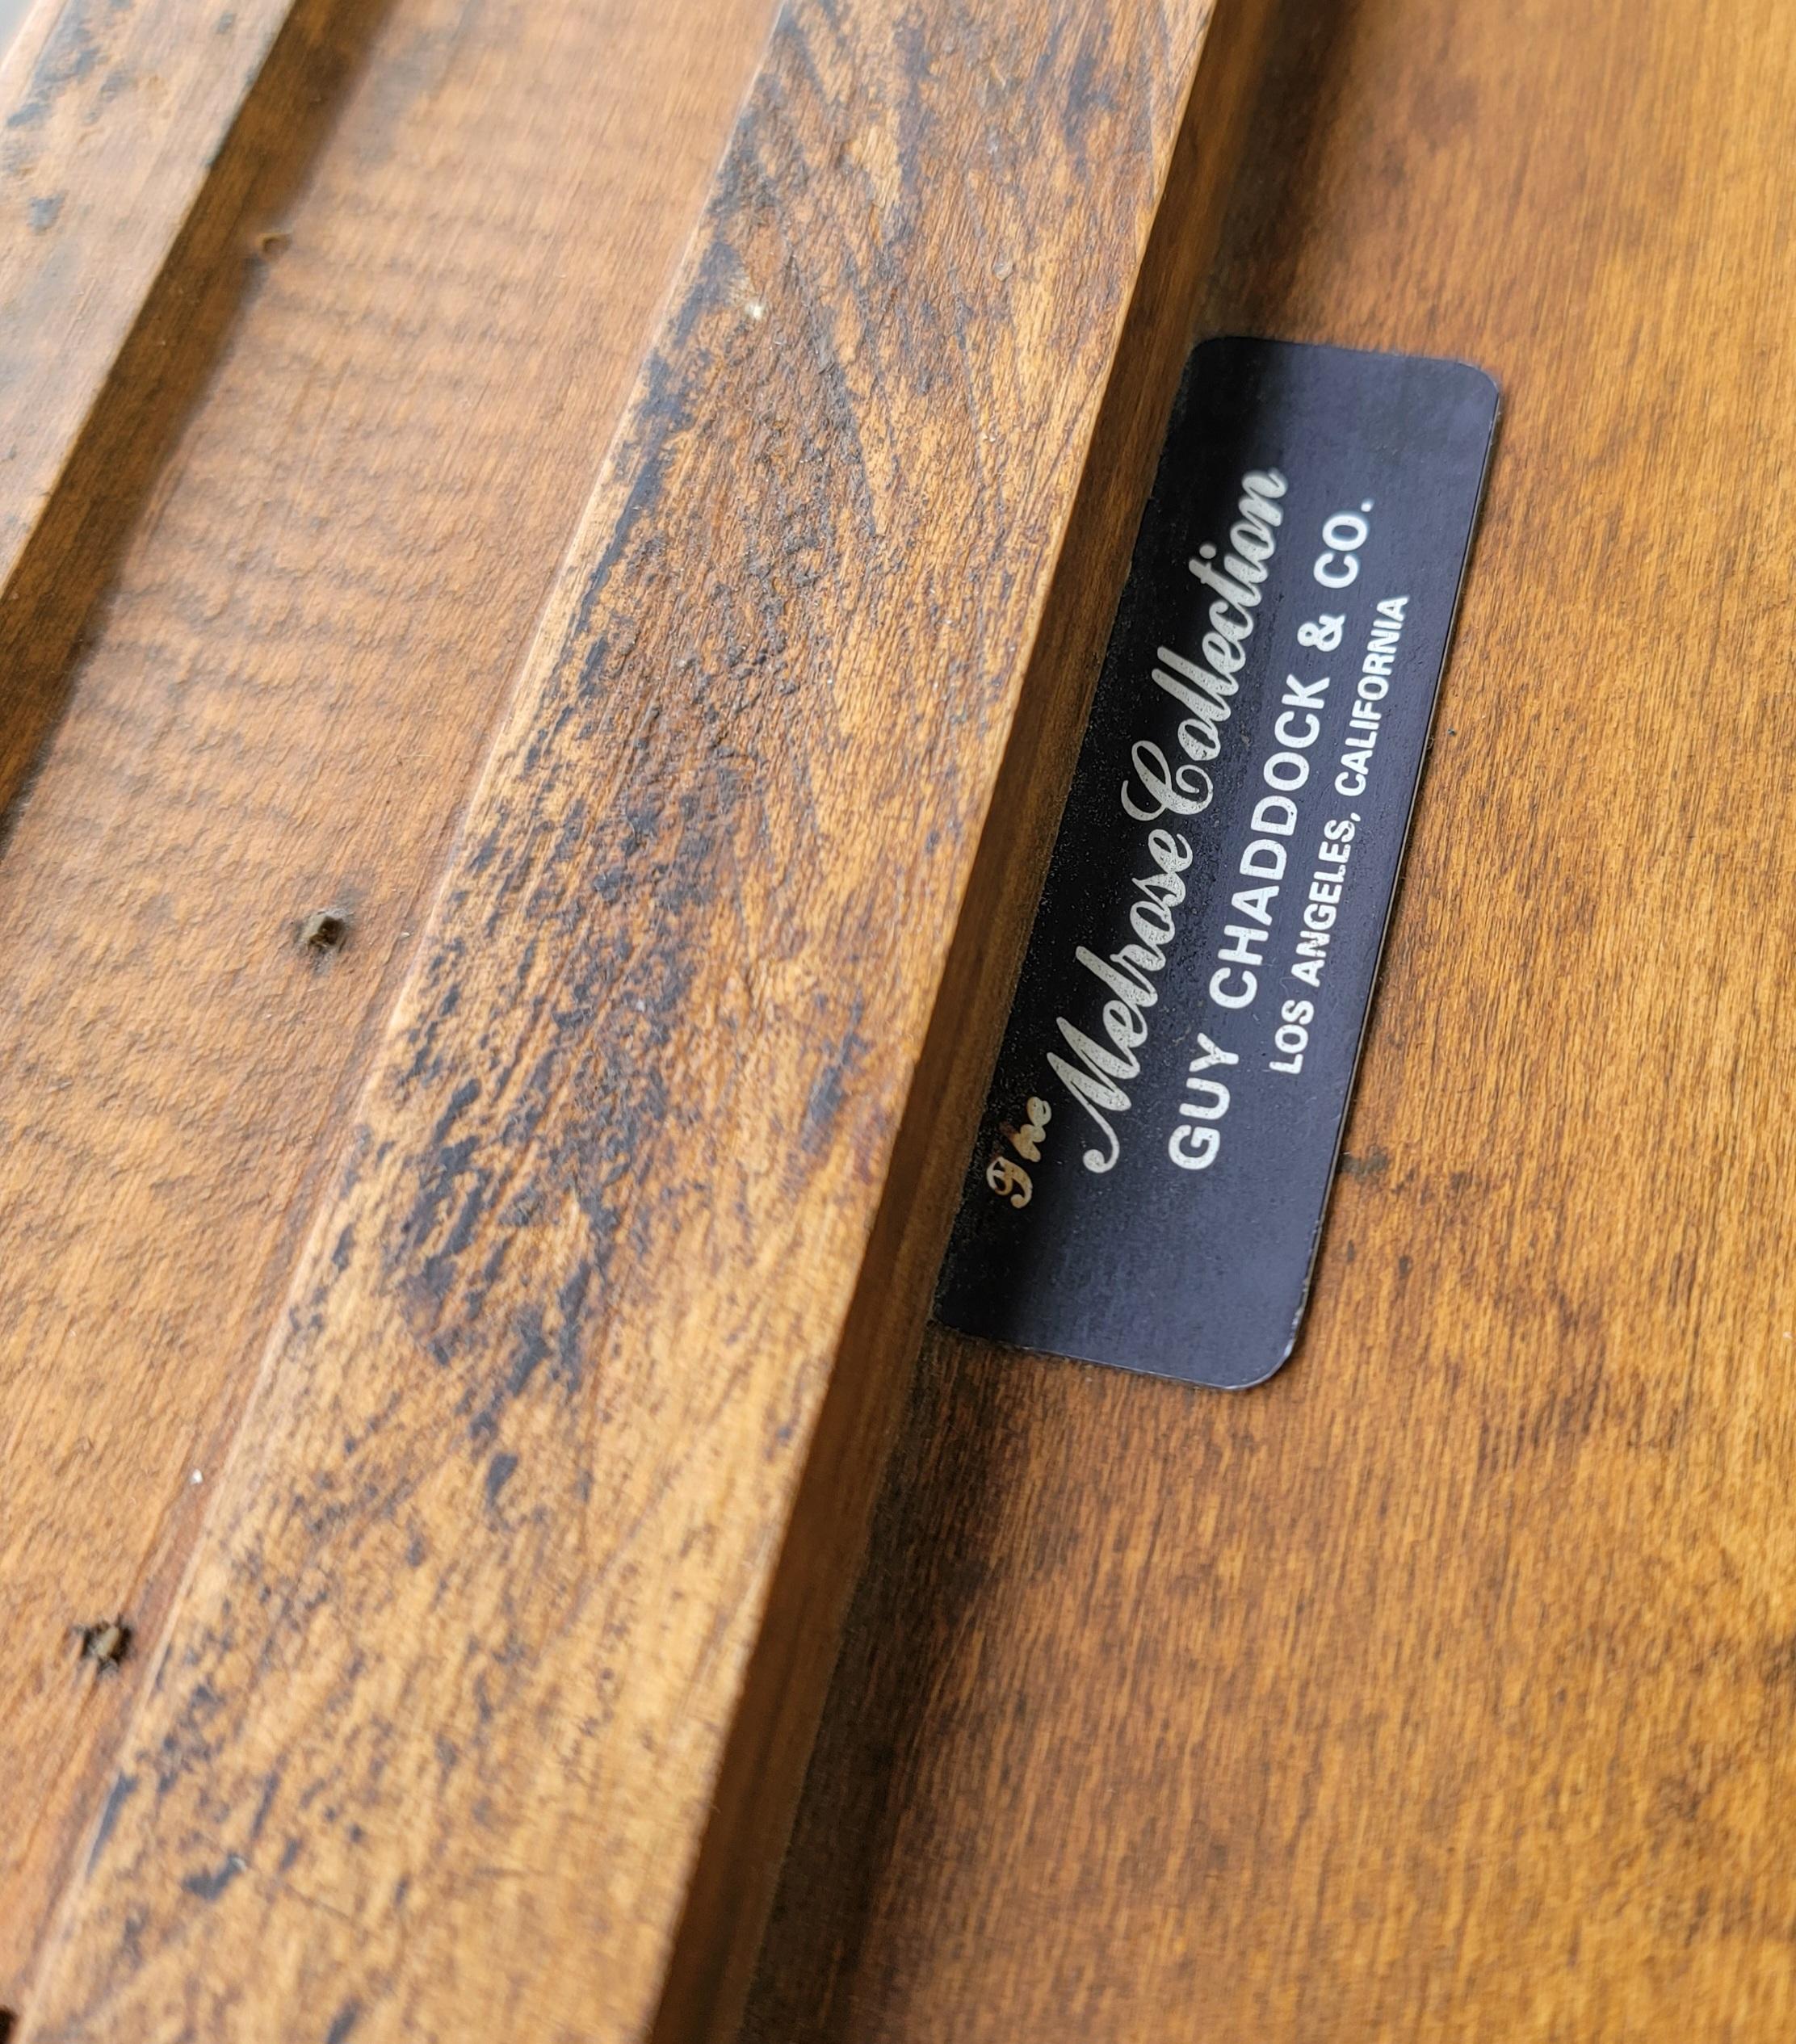 The
Melrose Collection
GUY CHADDOCK & CO.
LOS ANGELES, CALIFORNIA